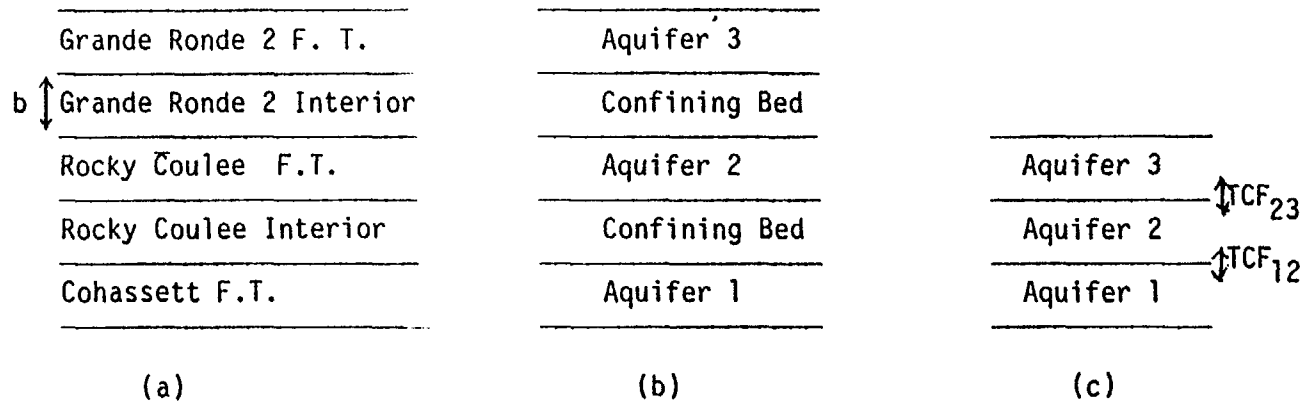 Grande Ronde 2 F. T.
b Grande Ronde 2 Interior
Rocky Coulee F.T.
Rocky Coulee Interior
Cohassett F.T.
(a)
Aquifer 3
Confining Bed
Aquifer 2
Confining Bed
Aquifer 1
(b)
Aquifer 3
TCF23
Aquifer 2
TCF12
Aquifer 1
(c)